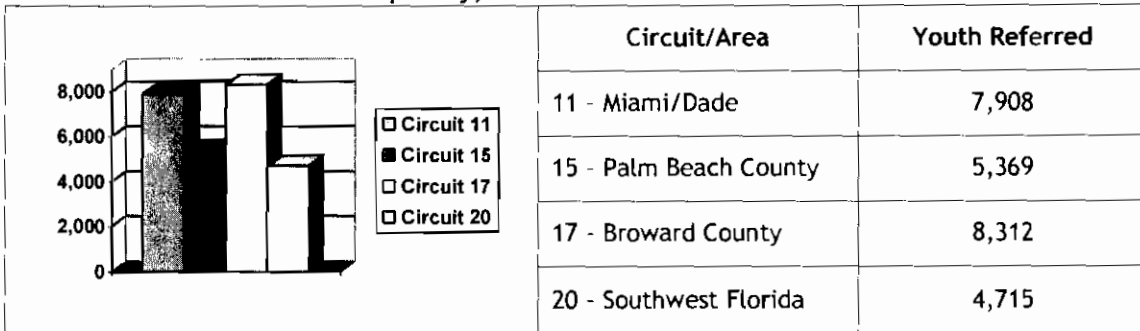 8,000
6,000
4,000
2,000
0
Circuit 11
Circuit 15
Circuit 17
Circuit 20
Circuit/Area Youth Referred
11 - Miami/Dade 7,908
15 - Palm Beach County 5,369
17 - Broward County 8,312
20 - Southwest Florida 4,715